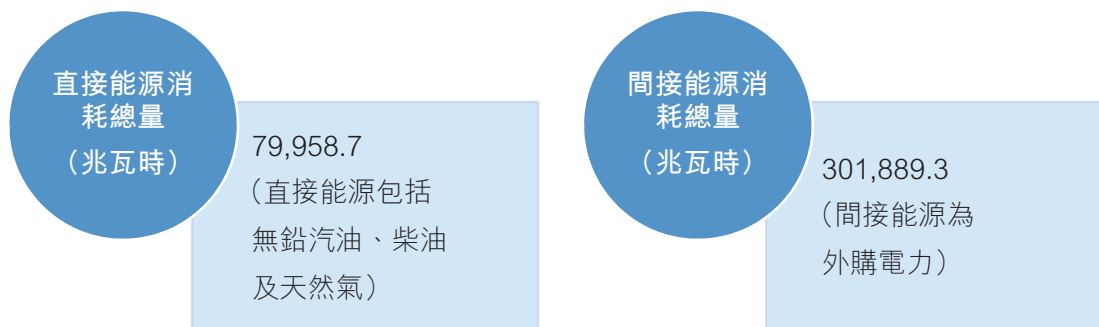 直接能源消
耗總量
（兆瓦時）
79,958.7
（直接能源包括
無鉛汽油、柴油
及天然氣）
間接能源消
耗總量
（兆瓦時）
301,889.3
（間接能源為
外購電力）